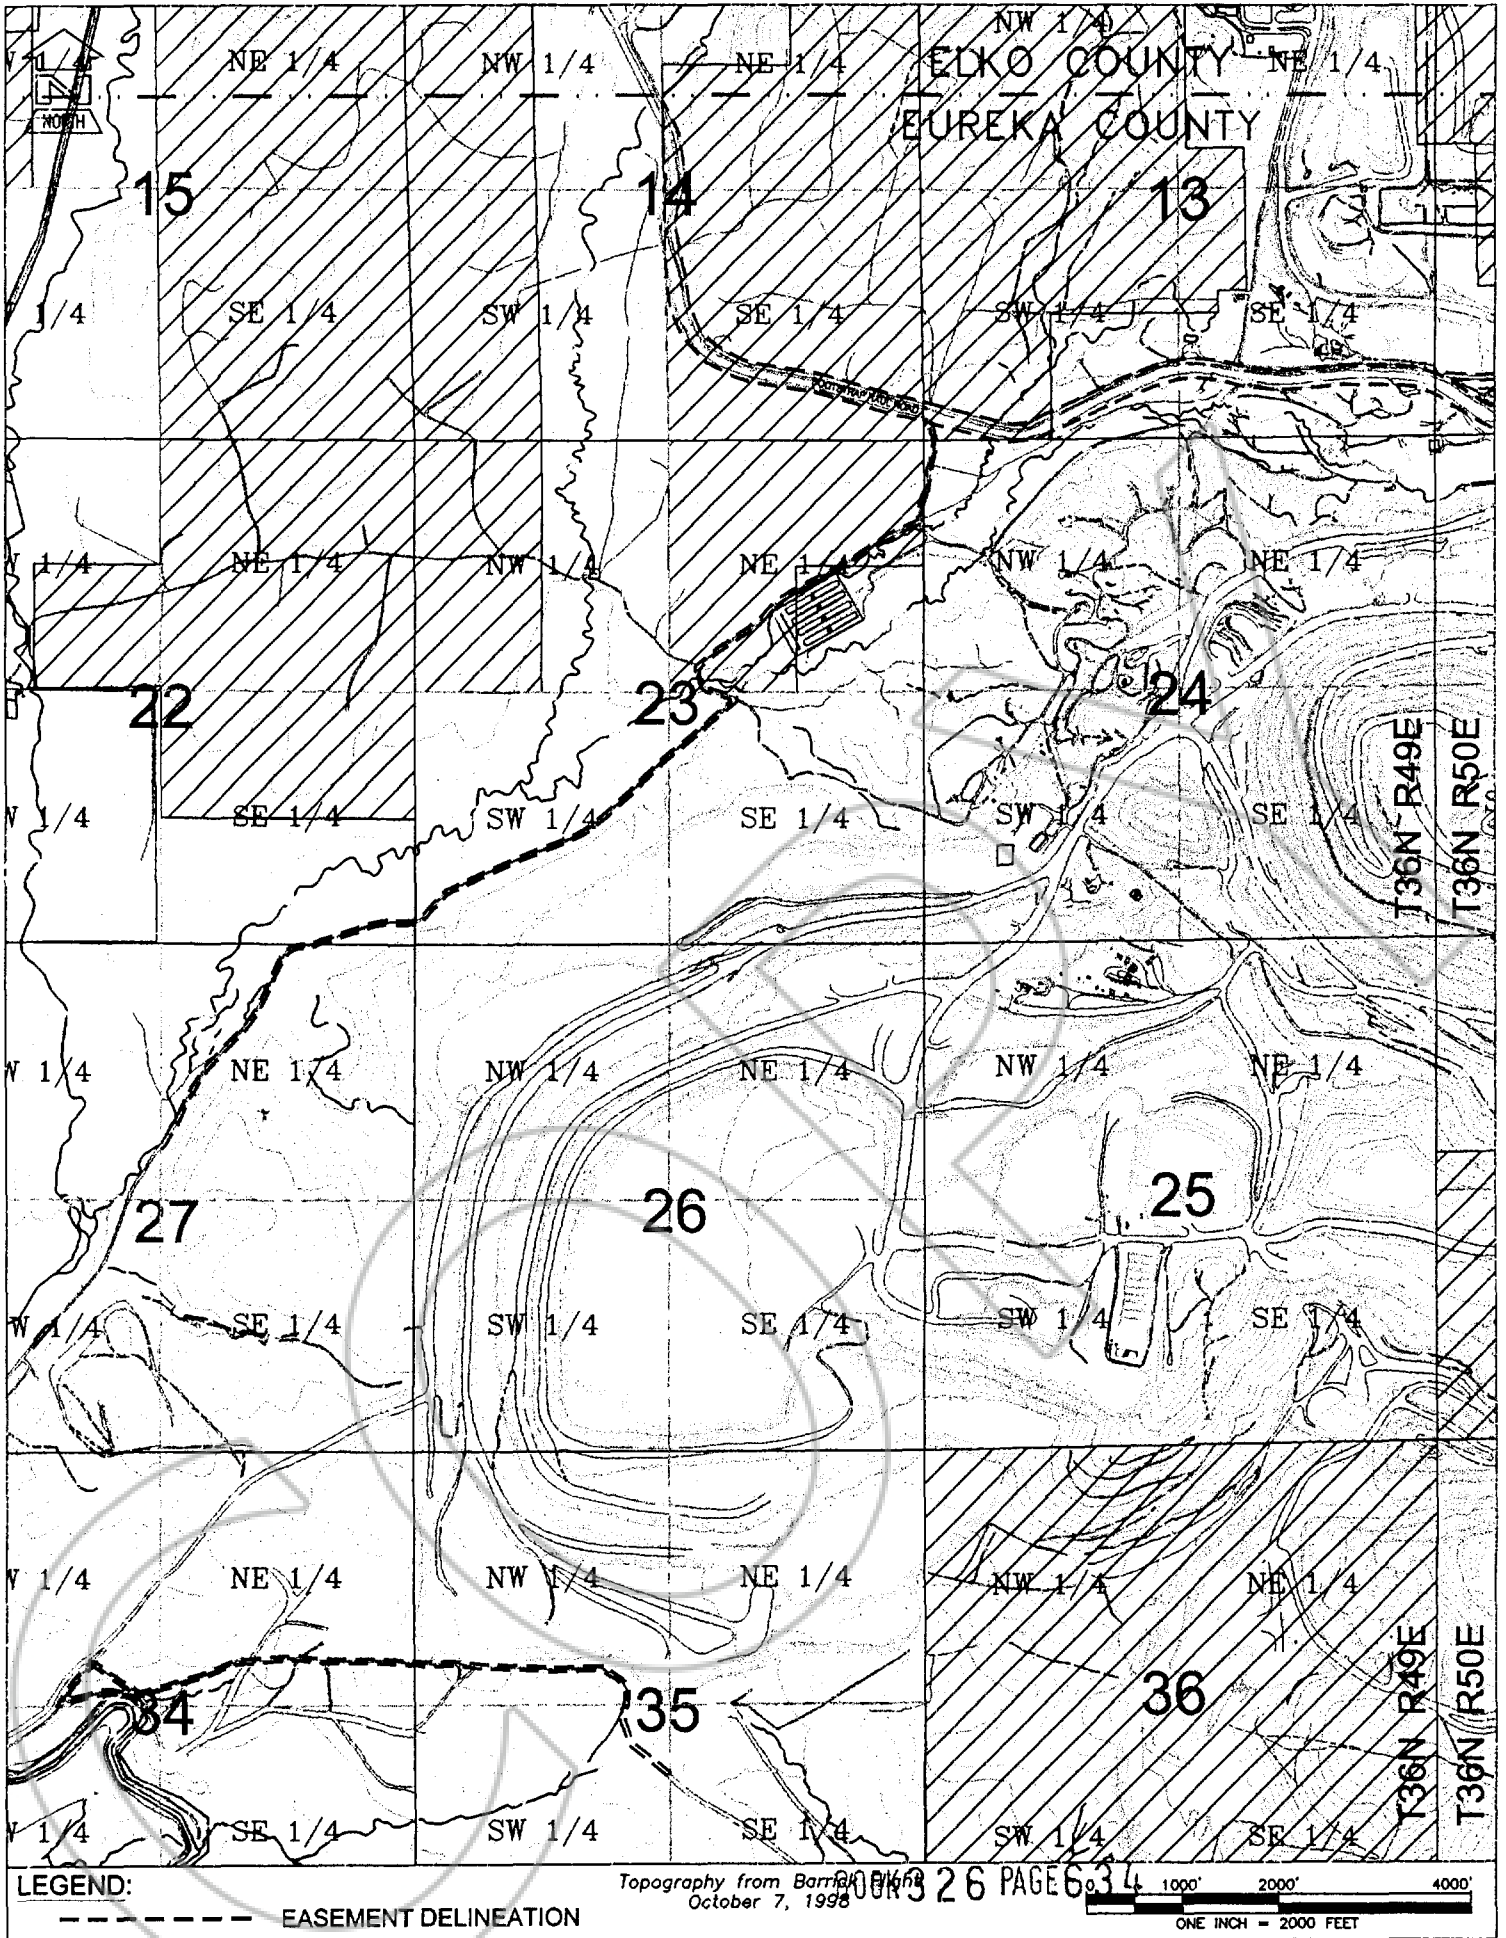 NW 1/4
1/4
NE 1/4
NW 1/4
NE 1/4
ELKO COUNTY
NE 1/4
NORTH
EUREKA COUNTY
15
14
13
1/4
SE 1/4
SW 1/4
SE 1/4
SW 1/4
SE 1/4
BOOTSTRAP HAUL ROAD
1/4
NE 1/4
NW 1/4
NE 1/4
NW 1/4
NE 1/4
22
23
24
T36N R49E
T36N R50E
1/4
SE 1/4
SW 1/4
SE 1/4
SW 1/4
SE 1/4
1/4
NE 1/4
NW 1/4
NE 1/4
NW 1/4
NE 1/4
27
26
25
W 1/4
SE 1/4
SW 1/4
SE 1/4
SW 1/4
SE 1/4
1/4
NE 1/4
NW 1/4
NE 1/4
NW 1/4
NE 1/4
34
35
36
T36N R49E
T36N R50E
1/4
SE 1/4
SW 1/4
SE 1/4
SW 1/4
SE 1/4
COPY
LEGEND:
EASEMENT DELINEATION
Topography from Barrick Flight
October 7, 1998
BOOK 326 PAGE 634
0 1000' 2000' 4000'
ONE INCH = 2000 FEET